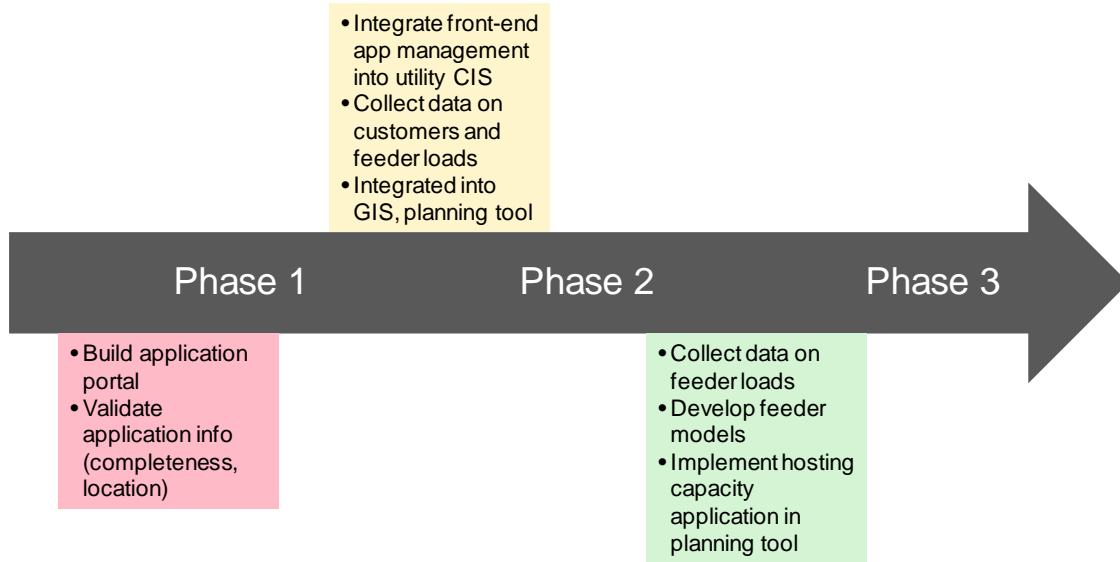 • Integrate front-end
app management
into utility CIS
• Collect data on
customers and
feeder loads
• Integrated into
GIS, planning tool
Phase 1
Phase 2
Phase 3
• Build application
portal
• Validate
application info
(completeness,
location)
• Collect data on
feeder loads
• Develop feeder
models
• Implement hosting
capacity
application in
planning tool